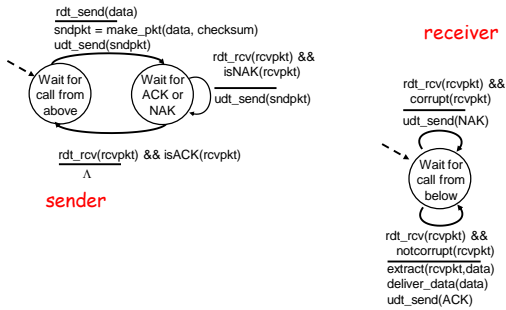 rdt_send(data)
sndpkt = make_pkt(data, checksum)
udt_send(sndpkt)
Wait for
call from
above
Wait for
ACK or
NAK
rdt_rcv(rcvpkt) &&
isNAK(rcvpkt)
udt_send(sndpkt)
rdt_rcv(rcvpkt) && isACK(rcvpkt)
Λ
sender
receiver
rdt_rcv(rcvpkt) &&
corrupt(rcvpkt)
udt_send(NAK)
Wait for
call from
below
rdt_rcv(rcvpkt) &&
notcorrupt(rcvpkt)
extract(rcvpkt,data)
deliver_data(data)
udt_send(ACK)